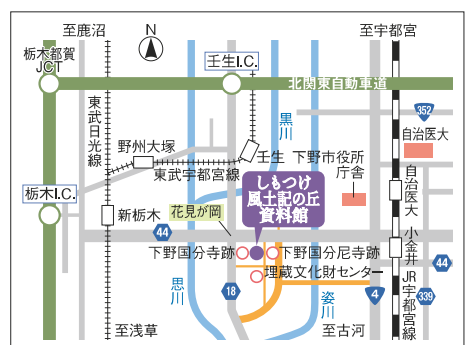 至鹿沼
N
至宇都宮
栃木都賀
JCT
壬生I.C.
北関東自動車道
東武日光線
黒川
352
自治医大
野州大塚
壬生
下野市役所
庁舎
東武宇都宮線
自治医大
栃木I.C.
しもつけ
風土記の丘
資料館
新栃木
花見が岡
44
小金井
下野国分寺跡
下野国分尼寺跡
44
埋蔵文化財センター
思川
18
姿川
4
JR宇都宮線
339
至浅草
至古河